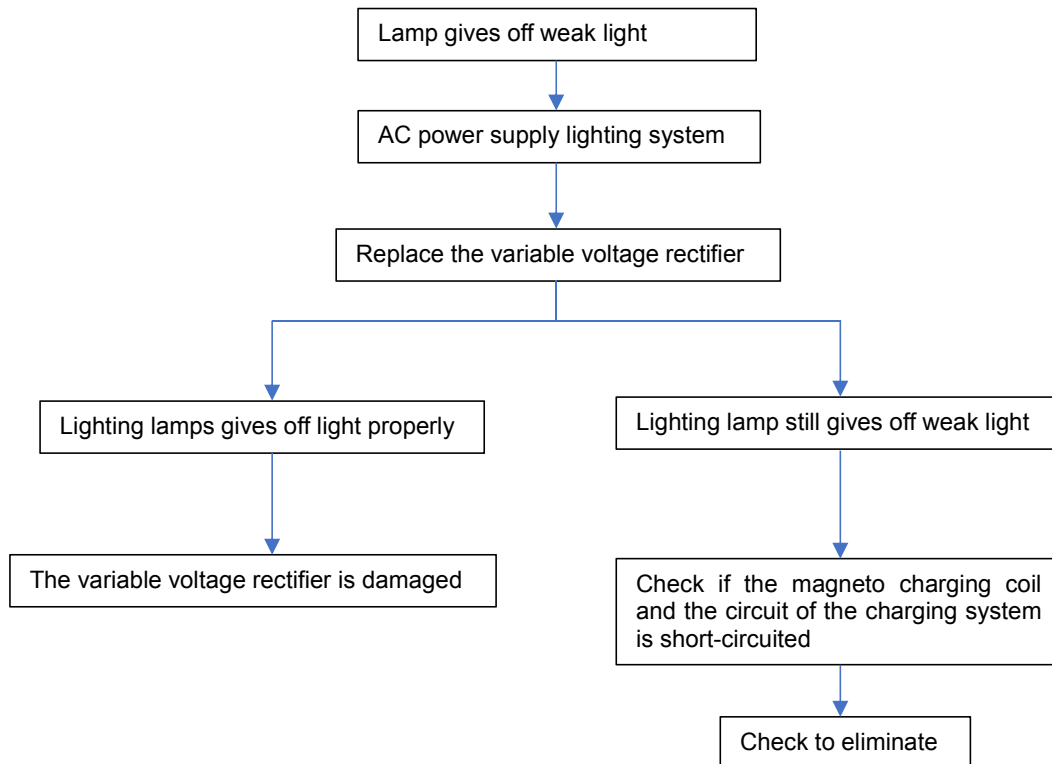 Lamp gives off weak light
AC power supply lighting system
Replace the variable voltage rectifier
Lighting lamps gives off light properly
Lighting lamp still gives off weak light
The variable voltage rectifier is damaged
Check if the magneto charging coil
and the circuit of the charging system
is short-circuited
Check to eliminate